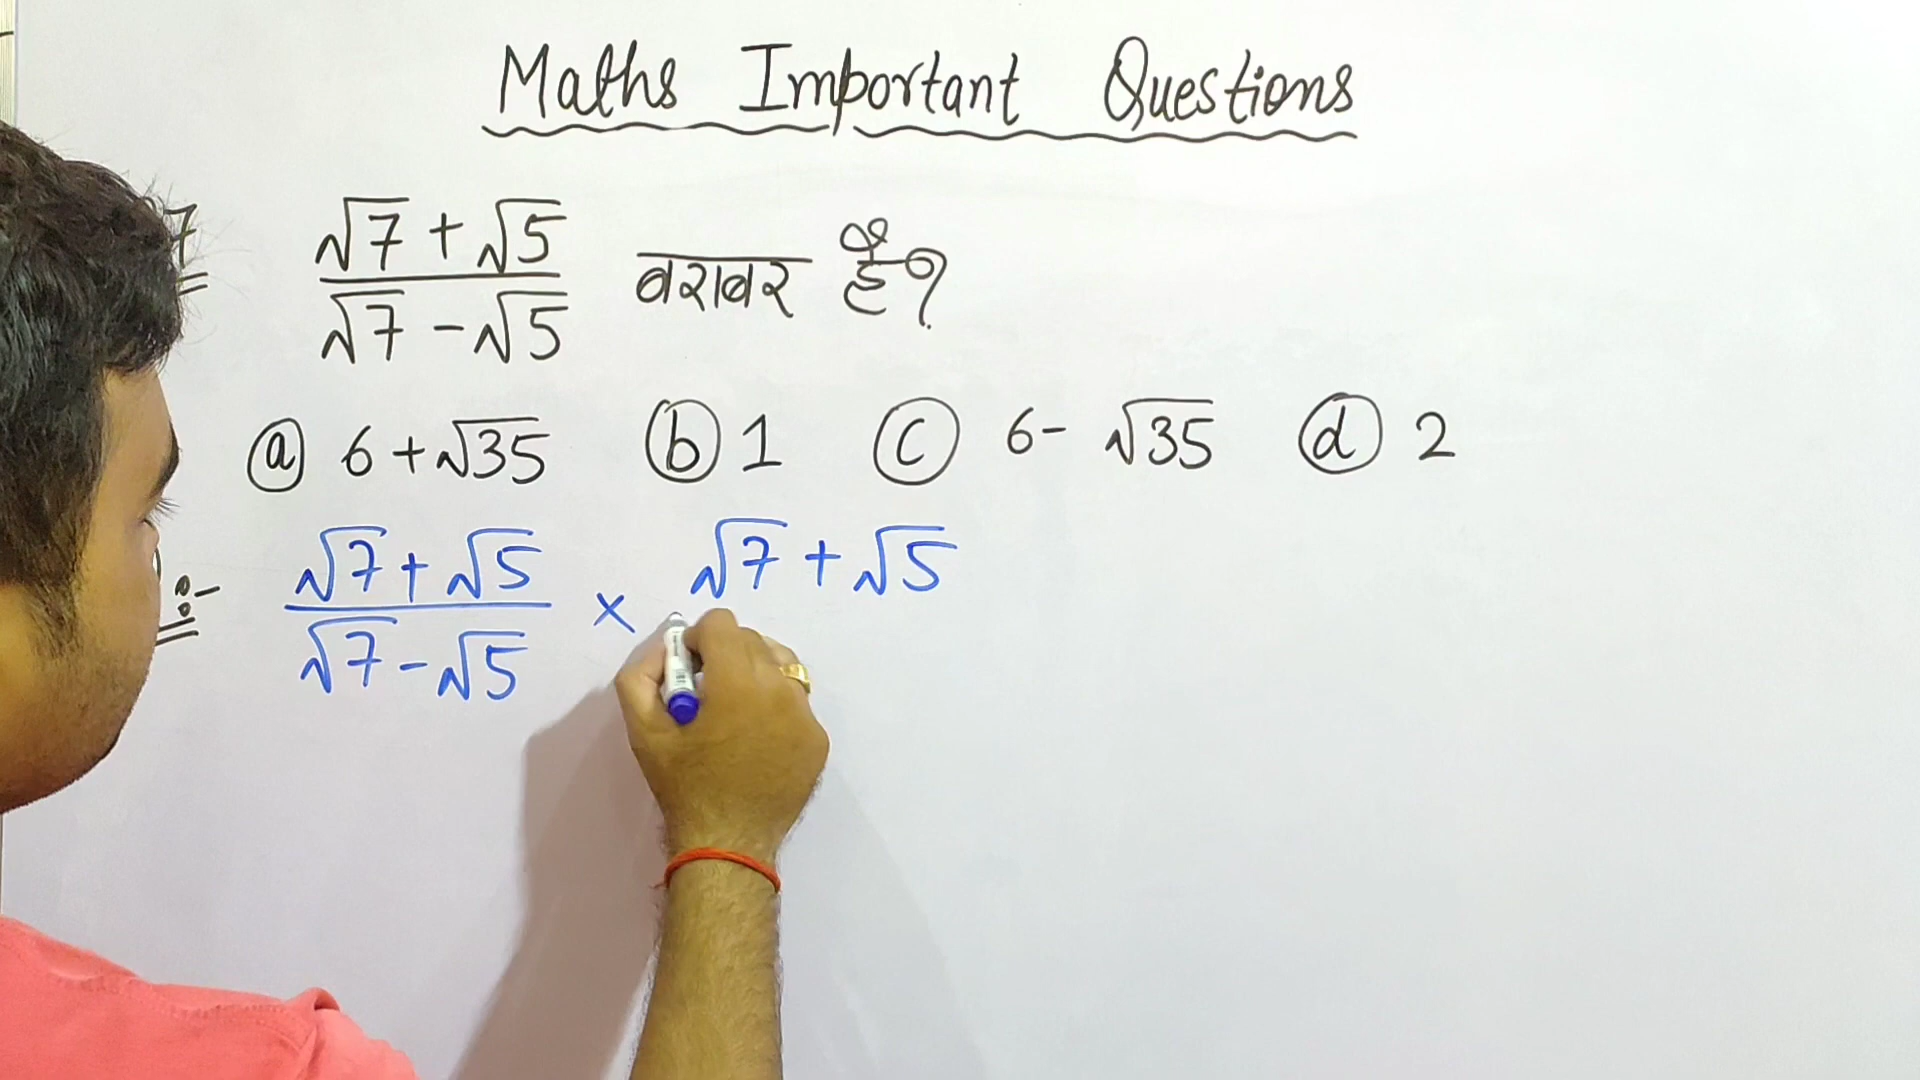 Maths Important Questions
7 (√7 + √5)/(√7 - √5) बराबर है?
(a) 6 + √35 (b) 1 (c) 6 - √35 (d) 2
:- (√7 + √5)/(√7 - √5) × √7 + √5